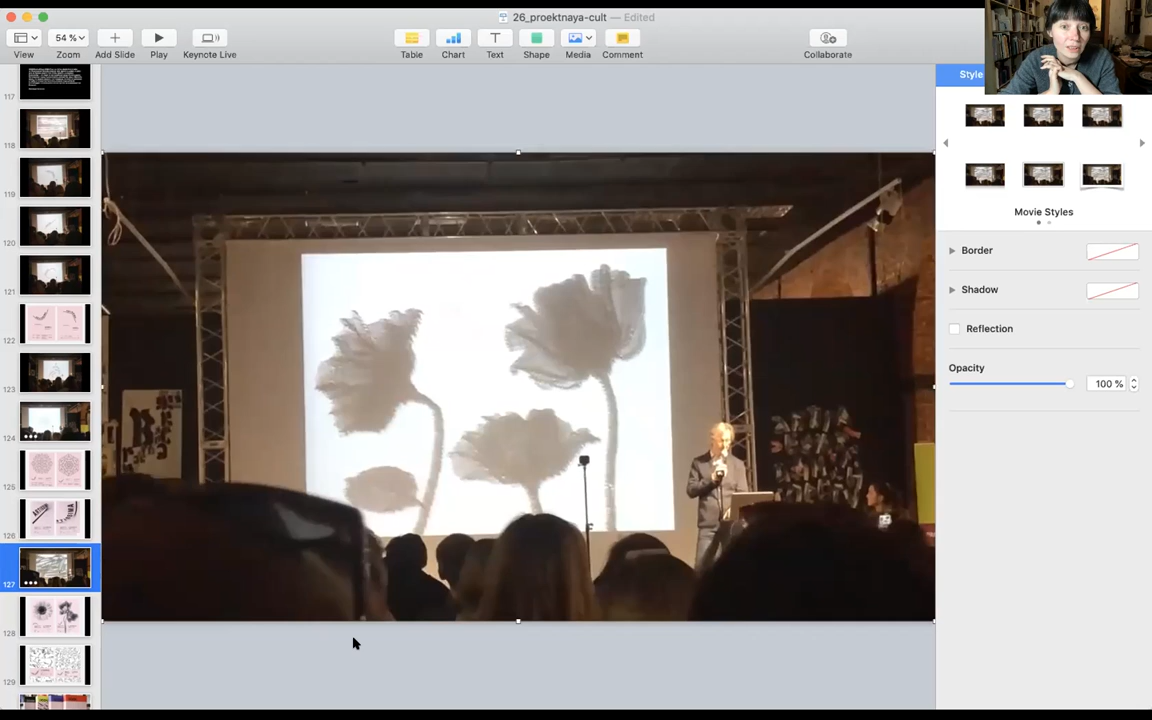 26_proektnaya-cult — Edited
54 %
View
Zoom
Add Slide
Play
Keynote Live
Table
Chart
Text
Shape
Media
Comment
Collaborate
Style
Movie Styles
Border
Shadow
Reflection
Opacity
100 %
117
118
119
120
121
122
123
124
125
126
127
128
129